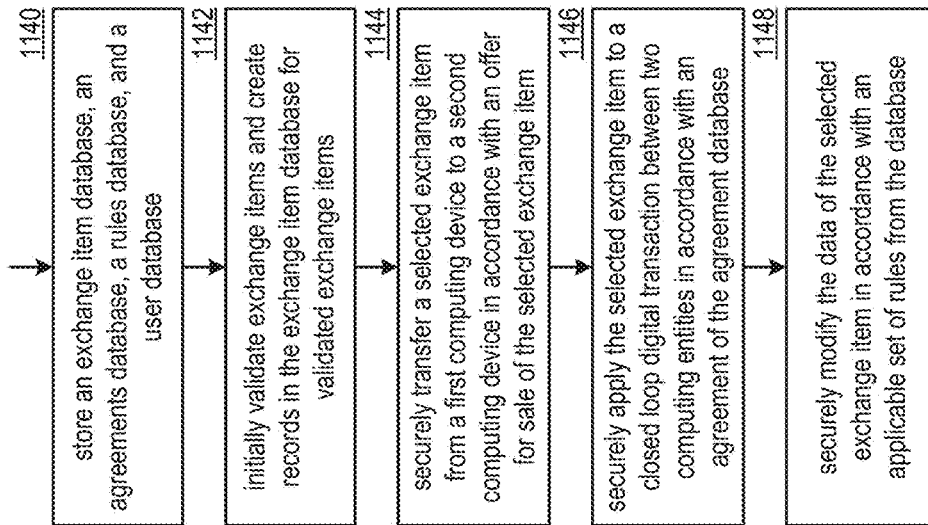 1140
store an exchange item database, an
agreements database, a rules database, and a
user database
1142
initially validate exchange items and create
records in the exchange item database for
validated exchange items
1144
securely transfer a selected exchange item
from a first computing device to a second
computing device in accordance with an offer
for sale of the selected exchange item
1146
securely apply the selected exchange item to a
closed loop digital transaction between two
computing entities in accordance with an
agreement of the agreement database
1148
securely modify the data of the selected
exchange item in accordance with an
applicable set of rules from the database